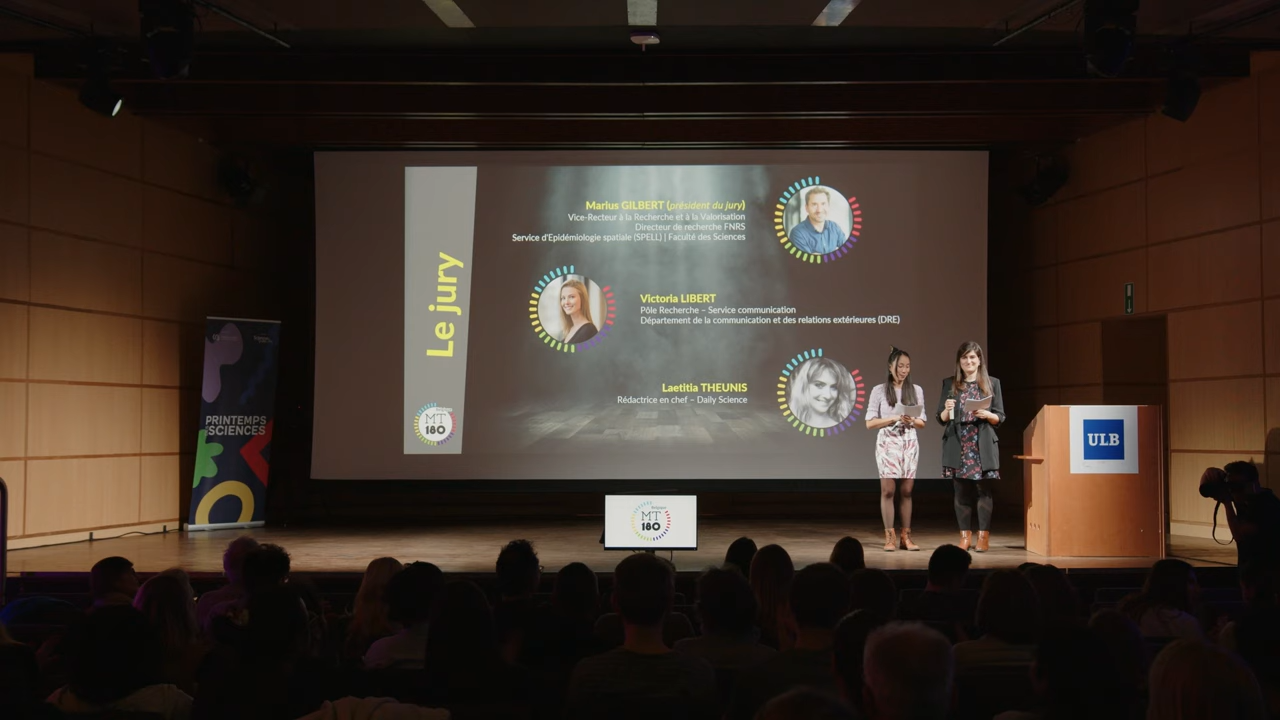 Le jury
Marius GILBERT (président du jury)
Vice-Recteur à la Recherche et à la Valorisation
Directeur de recherche FNRS
Service d'Epidémiologie spatiale (SPELL) | Faculté des Sciences
Victoria LIBERT
Pôle Recherche – Service communication
Département de la communication et des relations extérieures (DRE)
Laetitia THEUNIS
Rédactrice en chef – Daily Science
MT
180
PRINTEMPS
DES SCIENCES
ULB
MT
180